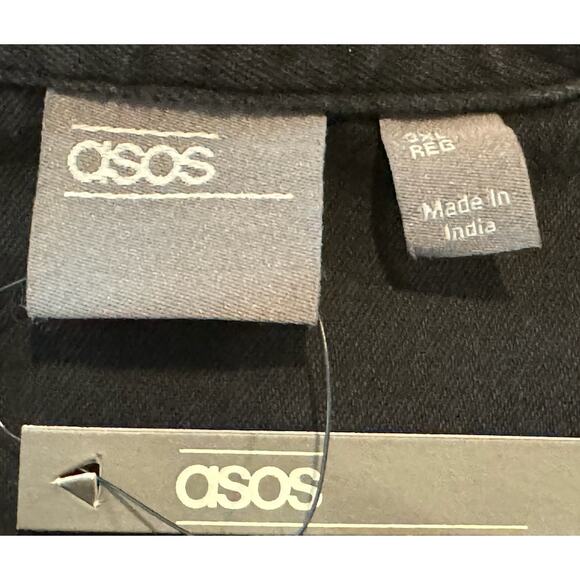 asos
3XL
REG
Made In
India
asos